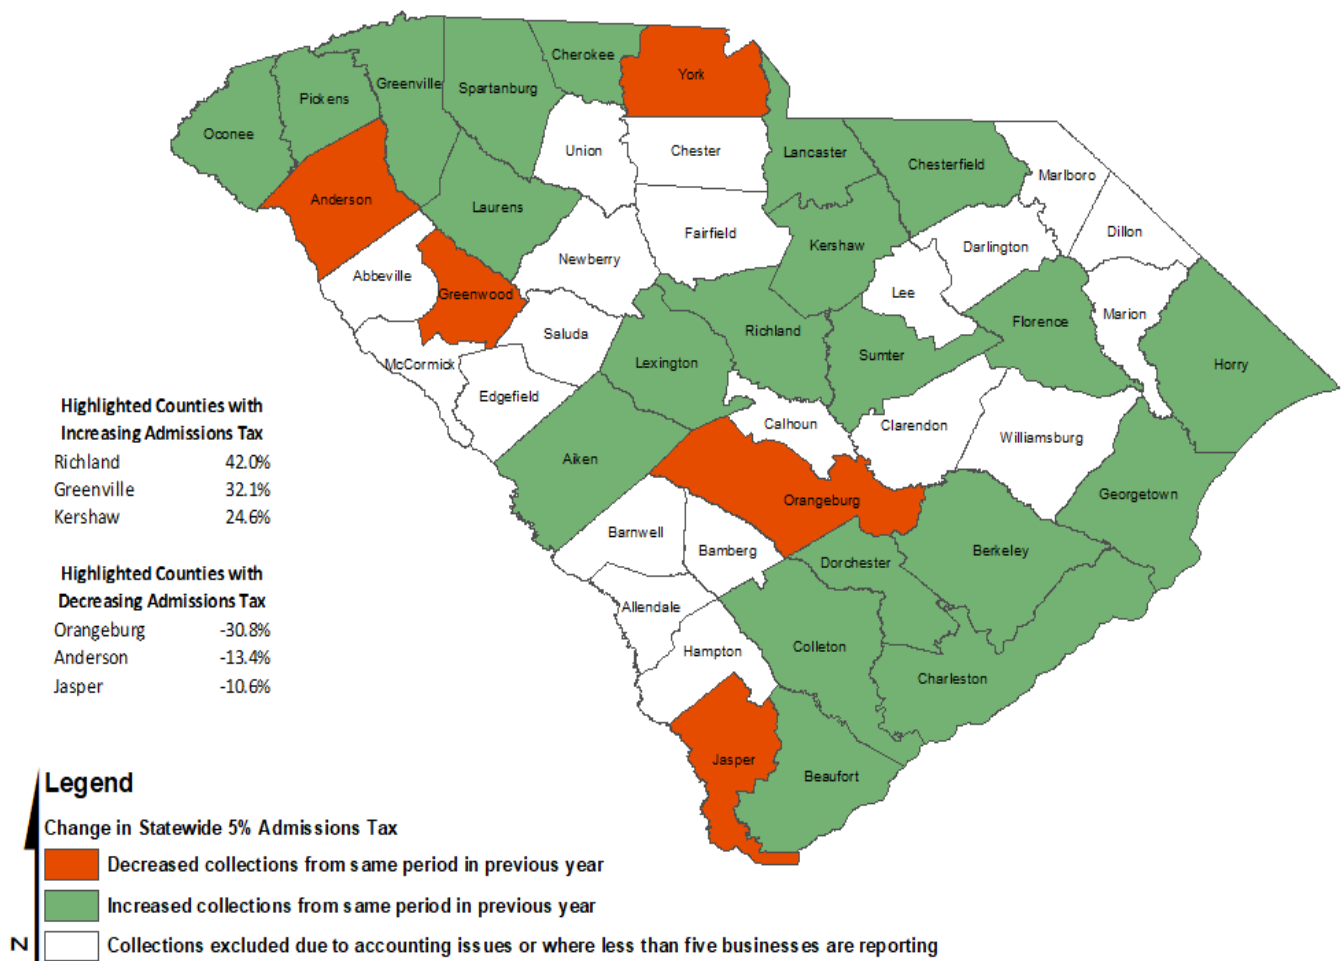 Cherokee
York
Greenville
Spartanburg
Pickens
Oconee
Union
Chester
Lancaster
Chesterfield
Marlboro
Anderson
Laurens
Fairfield
Kershaw
Darlington
Dillon
Abbeville
Newberry
Greenwood
Lee
Saluda
Richland
Florence
Marion
McCormick
Lexington
Sumter
Horry
Edgefield
Calhoun
Clarendon
Williamsburg
Aiken
Orangeburg
Georgetown
Barnwell
Bamberg
Dorchester
Berkeley
Allendale
Hampton
Colleton
Charleston
Jasper
Beaufort
Highlighted Counties with
Increasing Admissions Tax
Richland 42.0%
Greenville 32.1%
Kershaw 24.6%
Highlighted Counties with
Decreasing Admissions Tax
Orangeburg -30.8%
Anderson -13.4%
Jasper -10.6%
Legend
Change in Statewide 5% Admissions Tax
Decreased collections from same period in previous year
Increased collections from same period in previous year
Collections excluded due to accounting issues or where less than five businesses are reporting
N